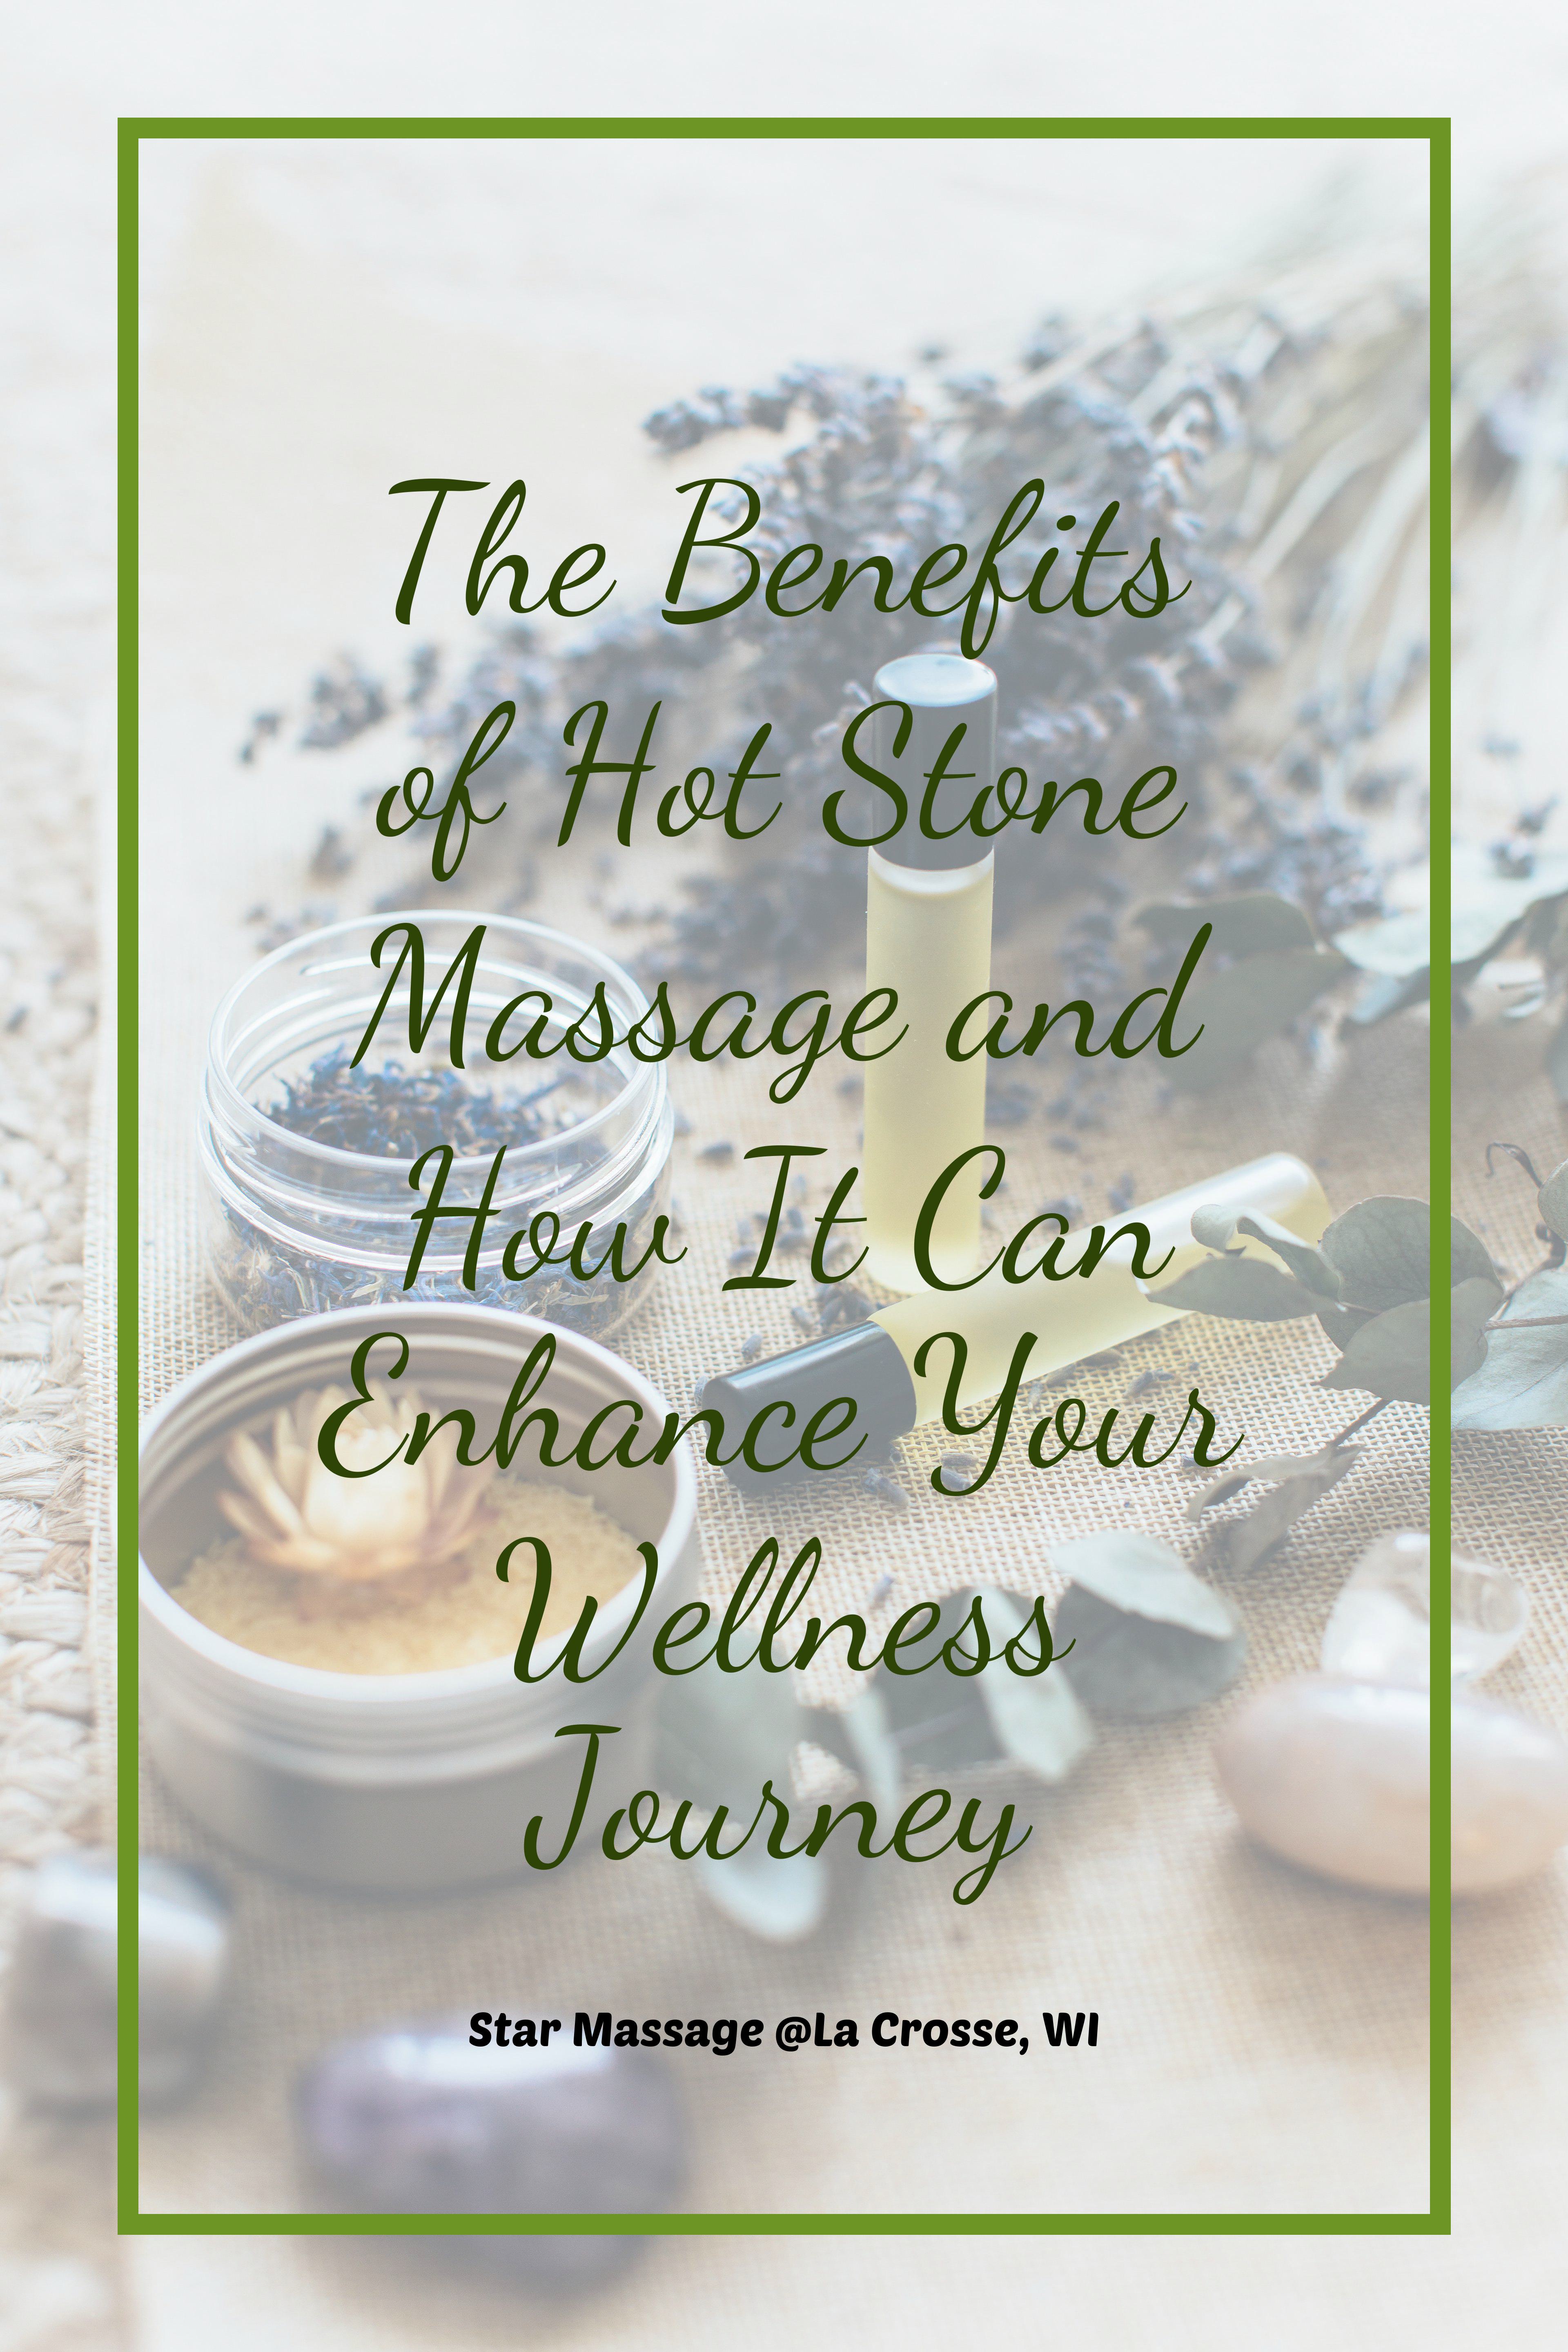 The Benefits
of Hot Stone
Massage and
How It Can
Enhance Your
Wellness
Journey
Star Massage @La Crosse, WI